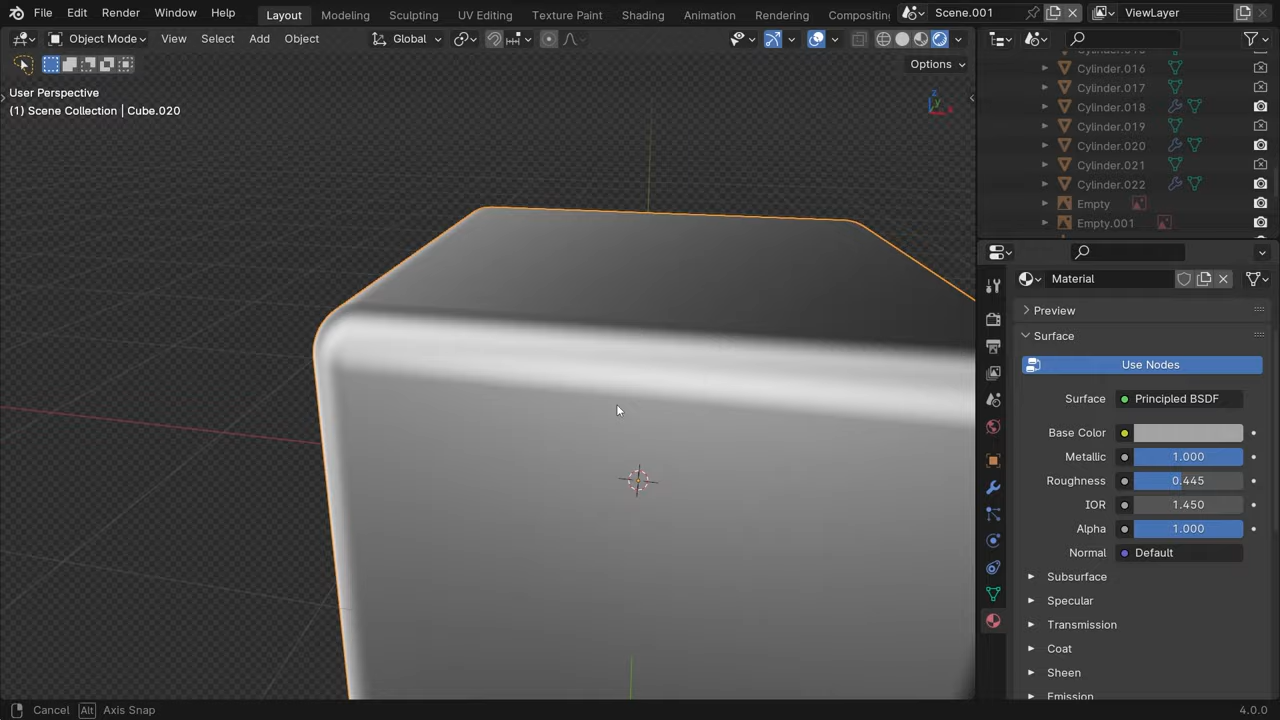 File Edit Render Window Help Layout Modeling Sculpting UV Editing Texture Paint Shading Animation Rendering Compositing Scene.001 ViewLayer
Object Mode View Select Add Object Global
Options
User Perspective
(1) Scene Collection | Cube.020
Z
Y
Cylinder.016
Cylinder.017
Cylinder.018
Cylinder.019
Cylinder.020
Cylinder.021
Cylinder.022
Empty
Empty.001
Material
Preview
Surface
Use Nodes
Surface Principled BSDF
Base Color
Metallic 1.000
Roughness 0.445
IOR 1.450
Alpha 1.000
Normal Default
Subsurface
Specular
Transmission
Coat
Sheen
Emission
Cancel Alt Axis Snap 4.0.0